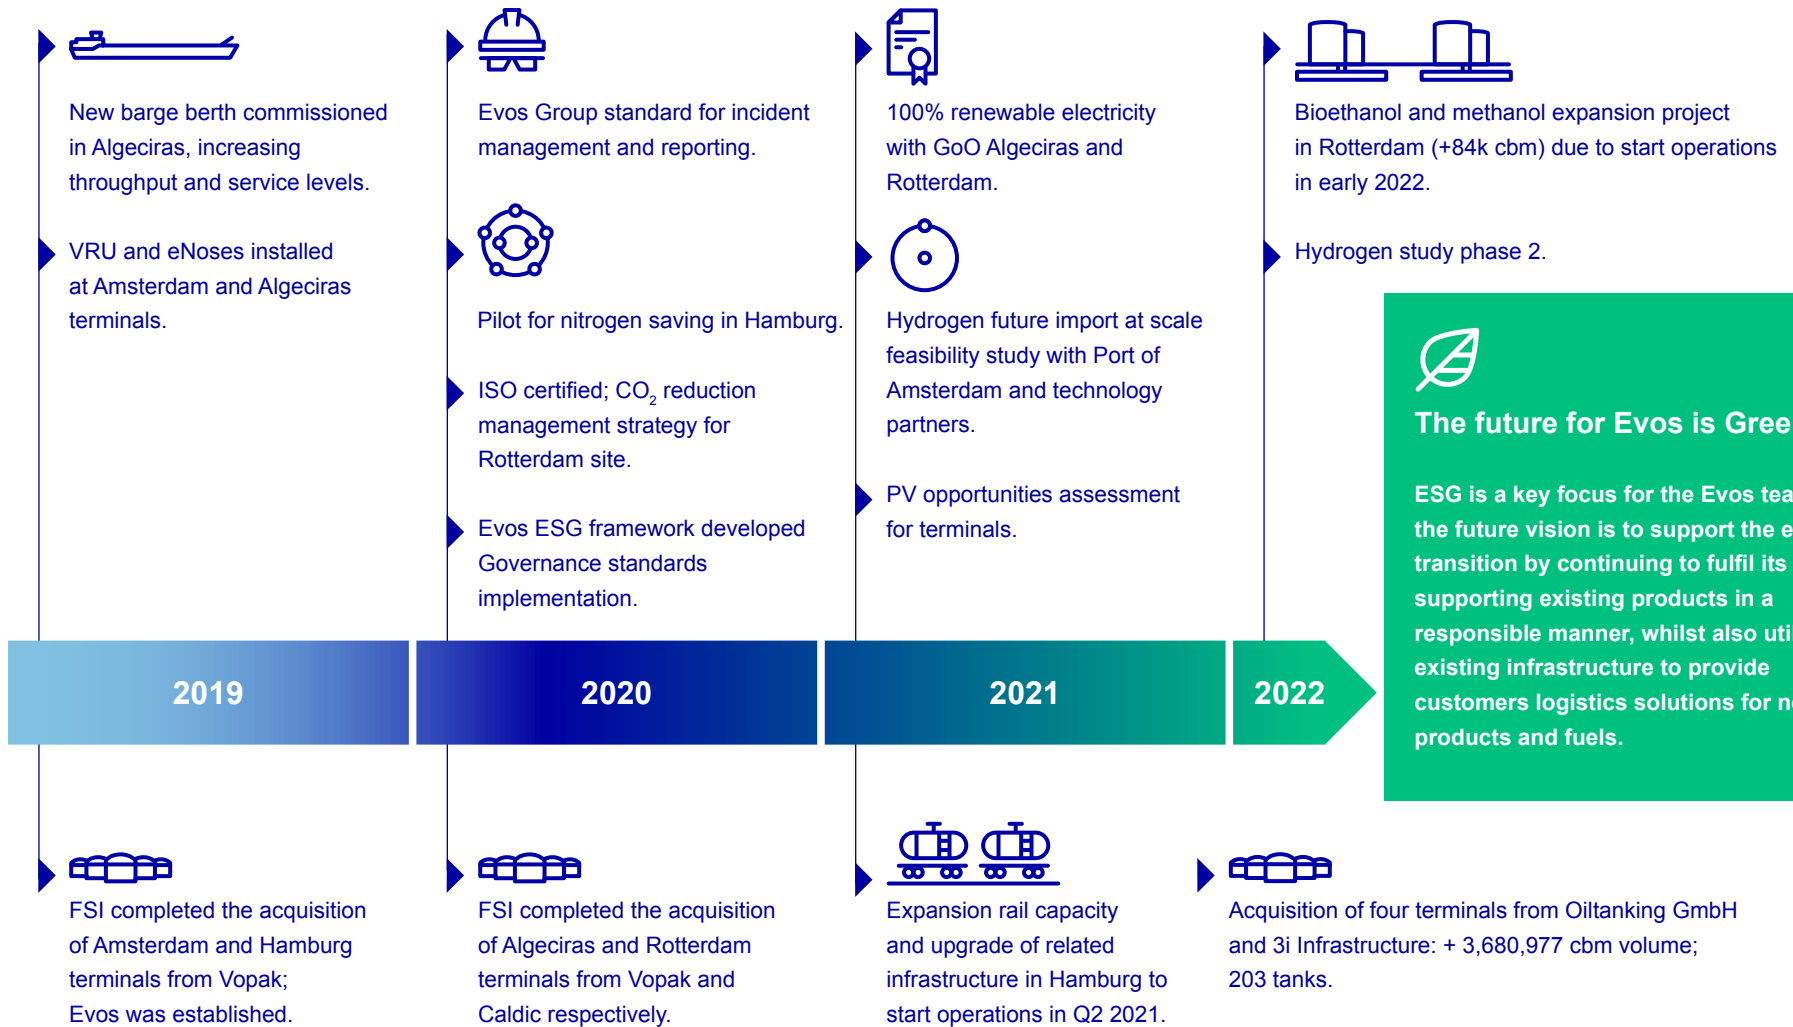 New barge berth commissioned
in Algeciras, increasing
throughput and service levels.
VRU and eNoses installed
at Amsterdam and Algeciras
terminals.
Evos Group standard for incident
management and reporting.
Pilot for nitrogen saving in Hamburg.
ISO certified; CO₂ reduction
management strategy for
Rotterdam site.
Evos ESG framework developed
Governance standards
implementation.
100% renewable electricity
with GoO Algeciras and
Rotterdam.
Hydrogen future import at scale
feasibility study with Port of
Amsterdam and technology
partners.
PV opportunities assessment
for terminals.
Bioethanol and methanol expansion project
in Rotterdam (+84k cbm) due to start operations
in early 2022.
Hydrogen study phase 2.
The future for Evos is
ESG is a key focus for the Evos
the future vision is to support the
transition by continuing to fulfil its
supporting existing products in a
responsible manner, whilst also
existing infrastructure to provide
customers logistics solutions for
products and fuels.
2019
2020
2021
2022
FSI completed the acquisition
of Amsterdam and Hamburg
terminals from Vopak;
Evos was established.
FSI completed the acquisition
of Algeciras and Rotterdam
terminals from Vopak and
Caldic respectively.
Expansion rail capacity
and upgrade of related
infrastructure in Hamburg to
start operations in Q2 2021.
Acquisition of four terminals from Oiltanking GmbH
and 3i Infrastructure: + 3,680,977 cbm volume;
203 tanks.